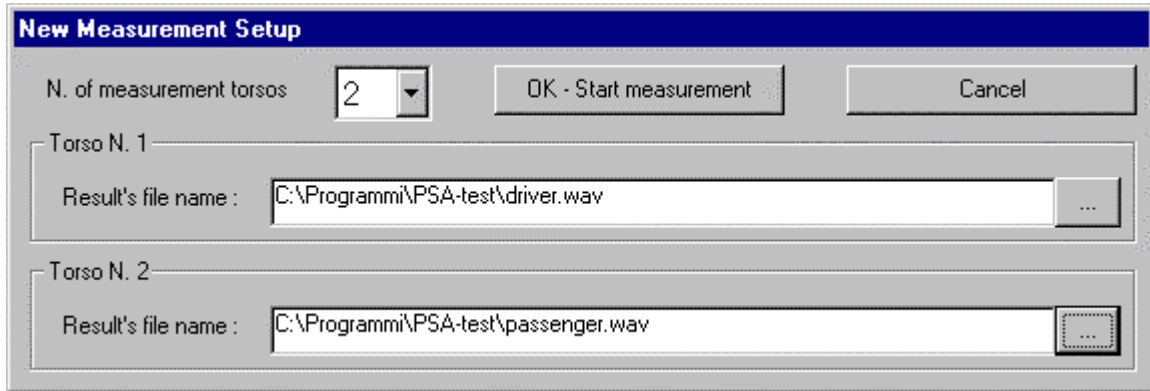 New Measurement Setup
N. of measurement torsos 2 OK - Start measurement Cancel
Torso N. 1
Result's file name : C:\Programmi\PSA-test\driver.wav ...
Torso N. 2
Result's file name : C:\Programmi\PSA-test\passenger.wav ...